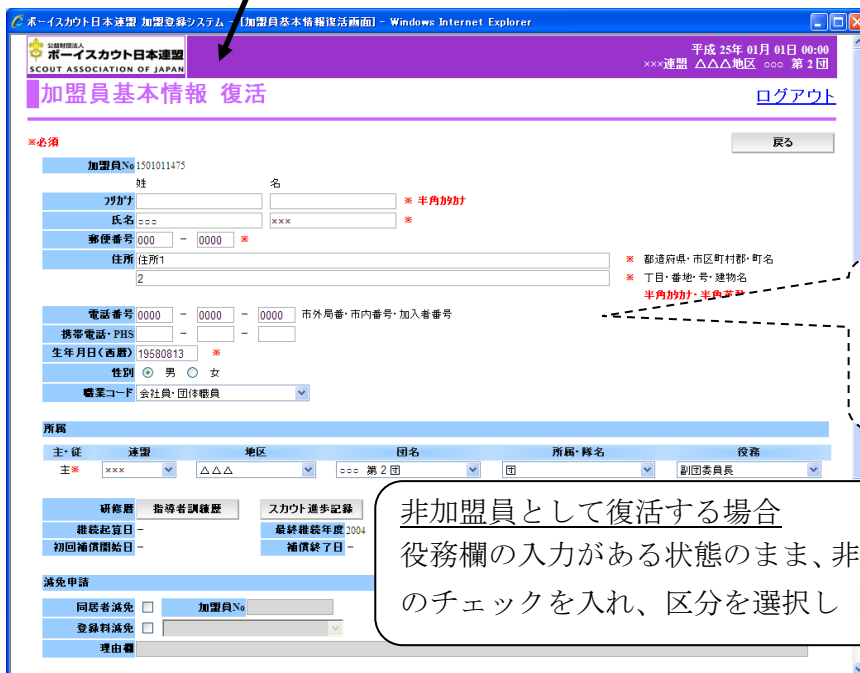 ボーイスカウト日本連盟 加盟登録システム - [加盟員基本情報復活画面] - Windows Internet Explorer
公益財団法人
ボーイスカウト日本連盟
SCOUT ASSOCIATION OF JAPAN
平成 25年 01月 01日 00:00
×××連盟 △△△地区 ○○○ 第2団
加盟員基本情報 復活
ログアウト
※必須
戻る
加盟員No 1501011475
姓 名
ﾌﾘｶﾞﾅ ※ 半角ｶﾀｶﾅ
氏名 ○○○ ××× ※
郵便番号 000 - 0000 ※
住所 住所1 ※ 都道府県・市区町村郡・町名
2 ※ 丁目・番地・号・建物名
半角ｶﾀｶﾅ・半角英数
電話番号 0000 - 0000 - 0000 市外局番・市内番号・加入者番号
携帯電話・PHS - -
生年月日(西暦) 19580813 ※
性別 男 女
職業コード 会社員・団体職員
所属
主・従 連盟 地区 団名 所属・隊名 役務
主※ ××× △△△ ○○○ 第2団 団 副団委員長
研修歴 指導者訓練歴 スカウト進歩記録
継続起算日 - 最終継続年度 2004
初回補償開始日 - 補償終了日 -
減免申請
同居者減免 加盟員No
登録料減免
理由欄
非加盟員として復活する場合
役務欄の入力がある状態のまま、非
のチェックを入れ、区分を選択し